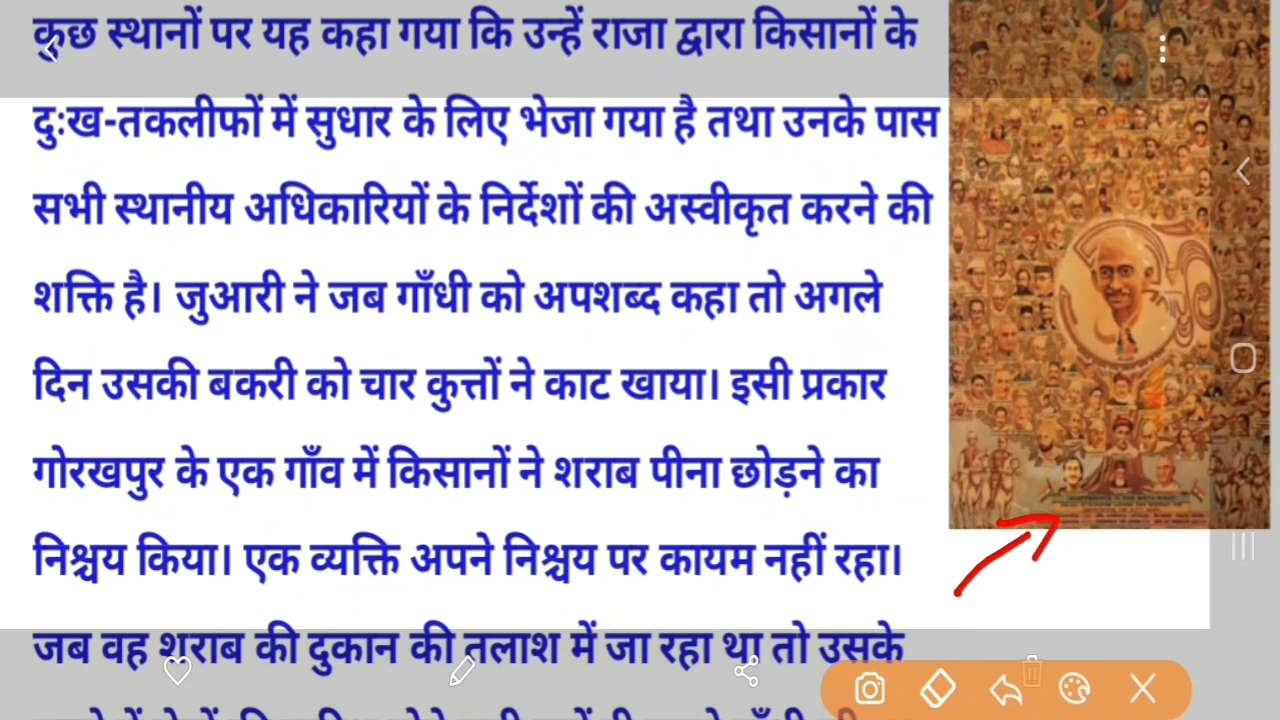 कुछ स्थानों पर यह कहा गया कि उन्हें राजा द्वारा किसानों के
दुःख-तकलीफों में सुधार के लिए भेजा गया है तथा उनके पास
सभी स्थानीय अधिकारियों के निर्देशों की अस्वीकृत करने की
शक्ति है। जुआरी ने जब गाँधी को अपशब्द कहा तो अगले
दिन उसकी बकरी को चार कुत्तों ने काट खाया। इसी प्रकार
गोरखपुर के एक गाँव में किसानों ने शराब पीना छोड़ने का
निश्चय किया। एक व्यक्ति अपने निश्चय पर कायम नहीं रहा।
जब वह शराब की दुकान की तलाश में जा रहा था तो उसके